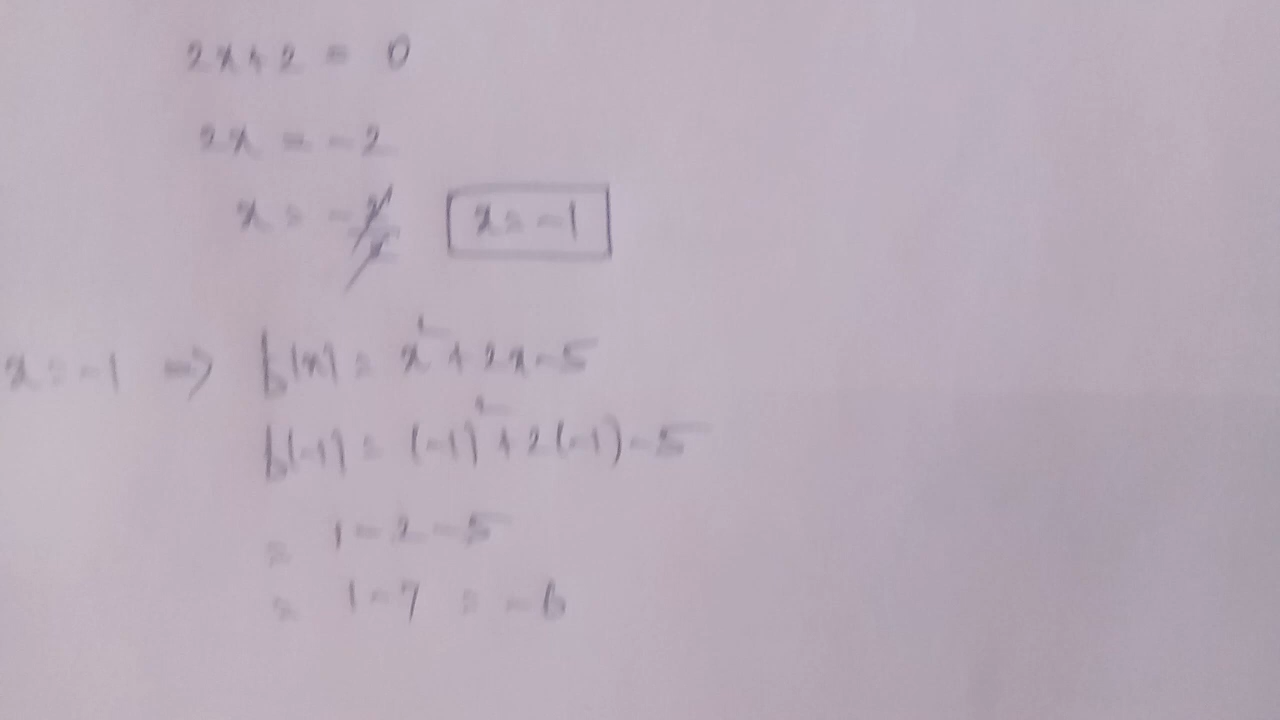 2x+2 = 0
2x = -2
x = -2/2 x = -1
x = -1 => f(x) = x²+2x-5
f(-1) = (-1)²+2(-1)-5
= 1-2-5
= 1-7 = -6